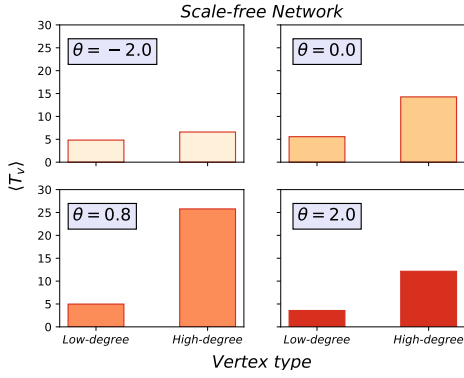 Scale-free Network
30
25
20
15
10
5
0
θ = −2.0
θ = 0.0
⟨T_v⟩
30
25
20
15
10
5
0
θ = 0.8
θ = 2.0
Low-degree High-degree Low-degree High-degree
Vertex type